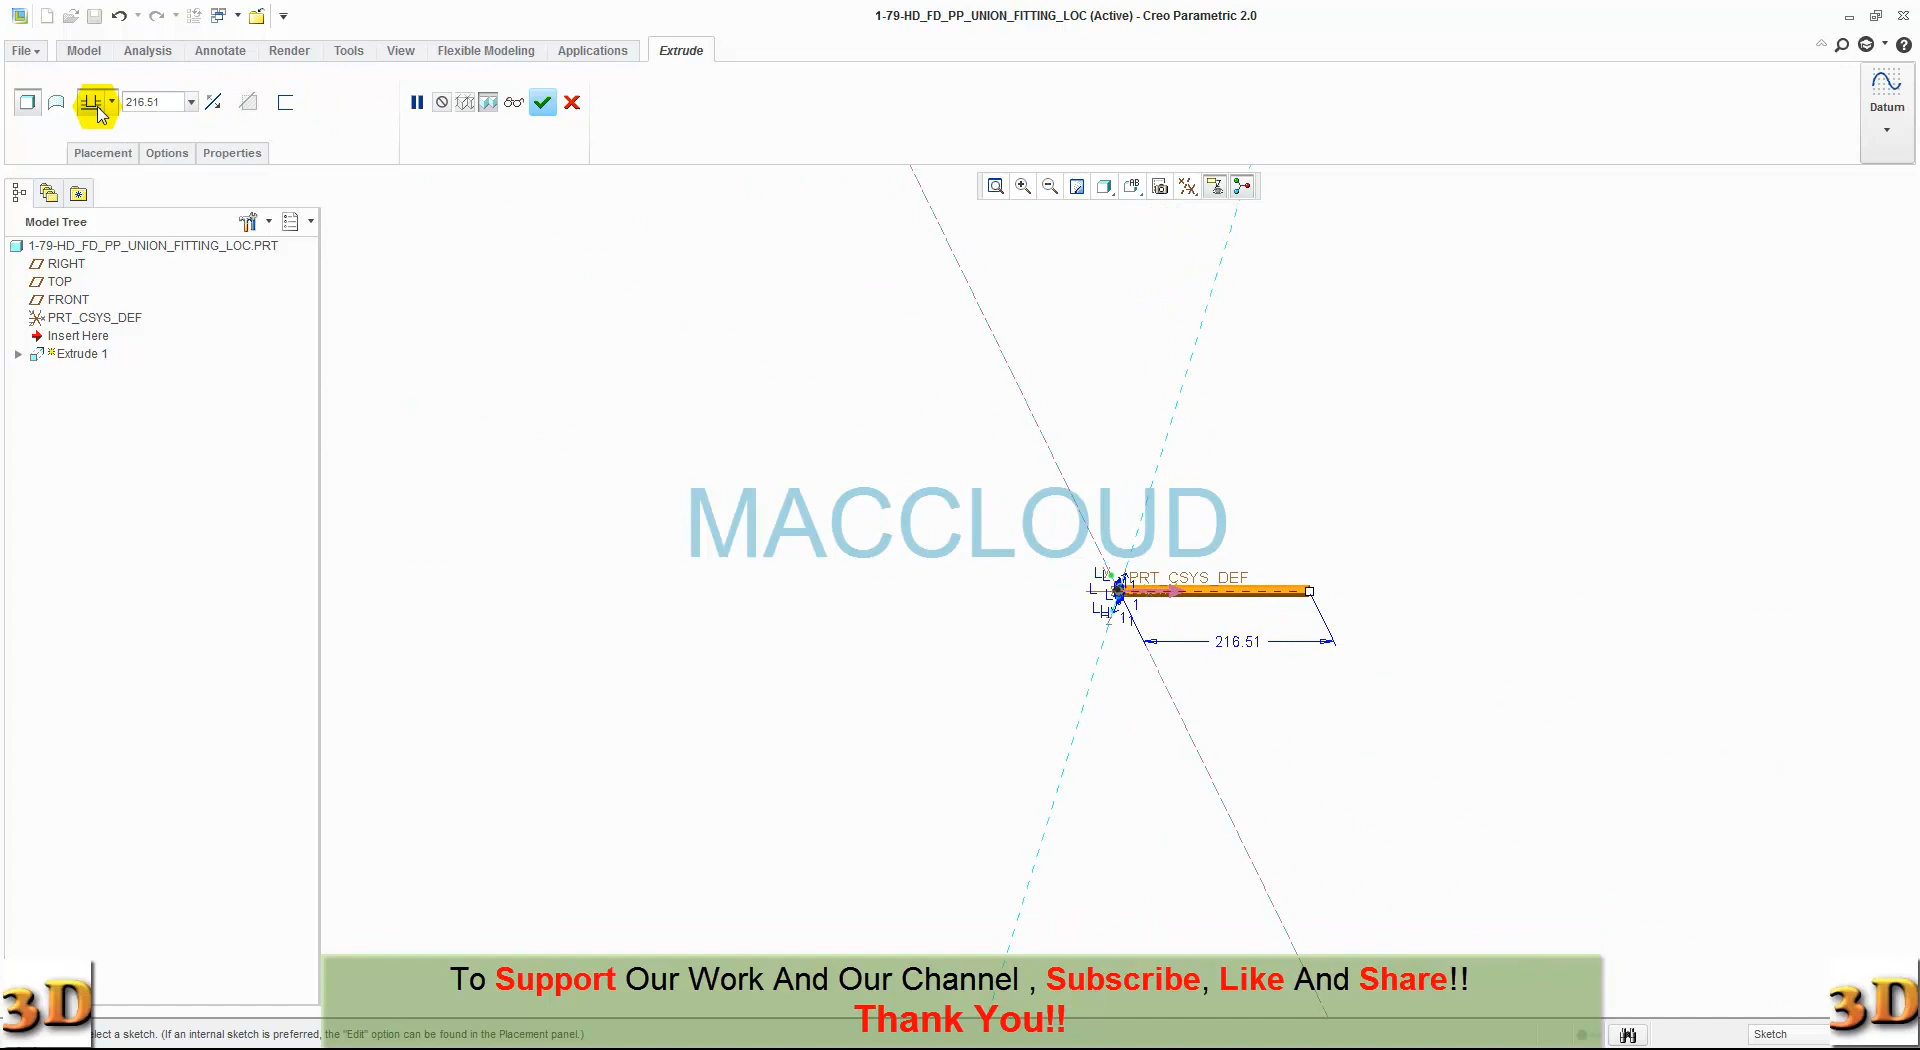 1-79-HD_FD_PP_UNION_FITTING_LOC (Active) - Creo Parametric 2.0
File Model Analysis Annotate Render Tools View Flexible Modeling Applications Extrude
216.51
Datum
Placement Options Properties
Model Tree
1-79-HD_FD_PP_UNION_FITTING_LOC.PRT
RIGHT
TOP
FRONT
PRT_CSYS_DEF
Insert Here
Extrude 1
MACCLOUD
PRT_CSYS_DEF
216.51
To Support Our Work And Our Channel , Subscribe, Like And Share!!
Thank You!!
3D
3D
elect a sketch. (If an internal sketch is preferred, the "Edit" option can be found in the Placement panel.)
Sketch